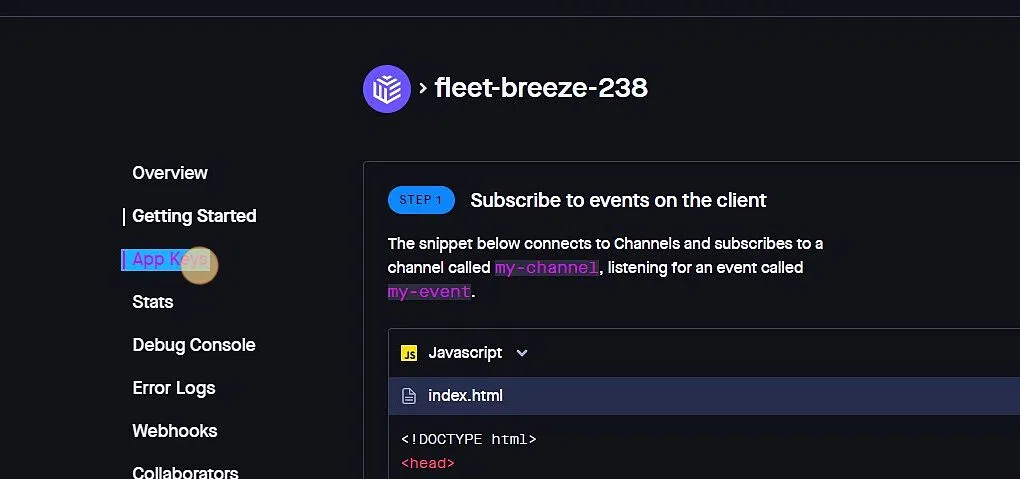 fleet-breeze-238
Overview
Getting Started
App Keys
Stats
Debug Console
Error Logs
Webhooks
Collaborators
STEP 1 Subscribe to events on the client
The snippet below connects to Channels and subscribes to a
channel called my-channel, listening for an event called
my-event.
JS Javascript
index.html
<!DOCTYPE html>
<head>